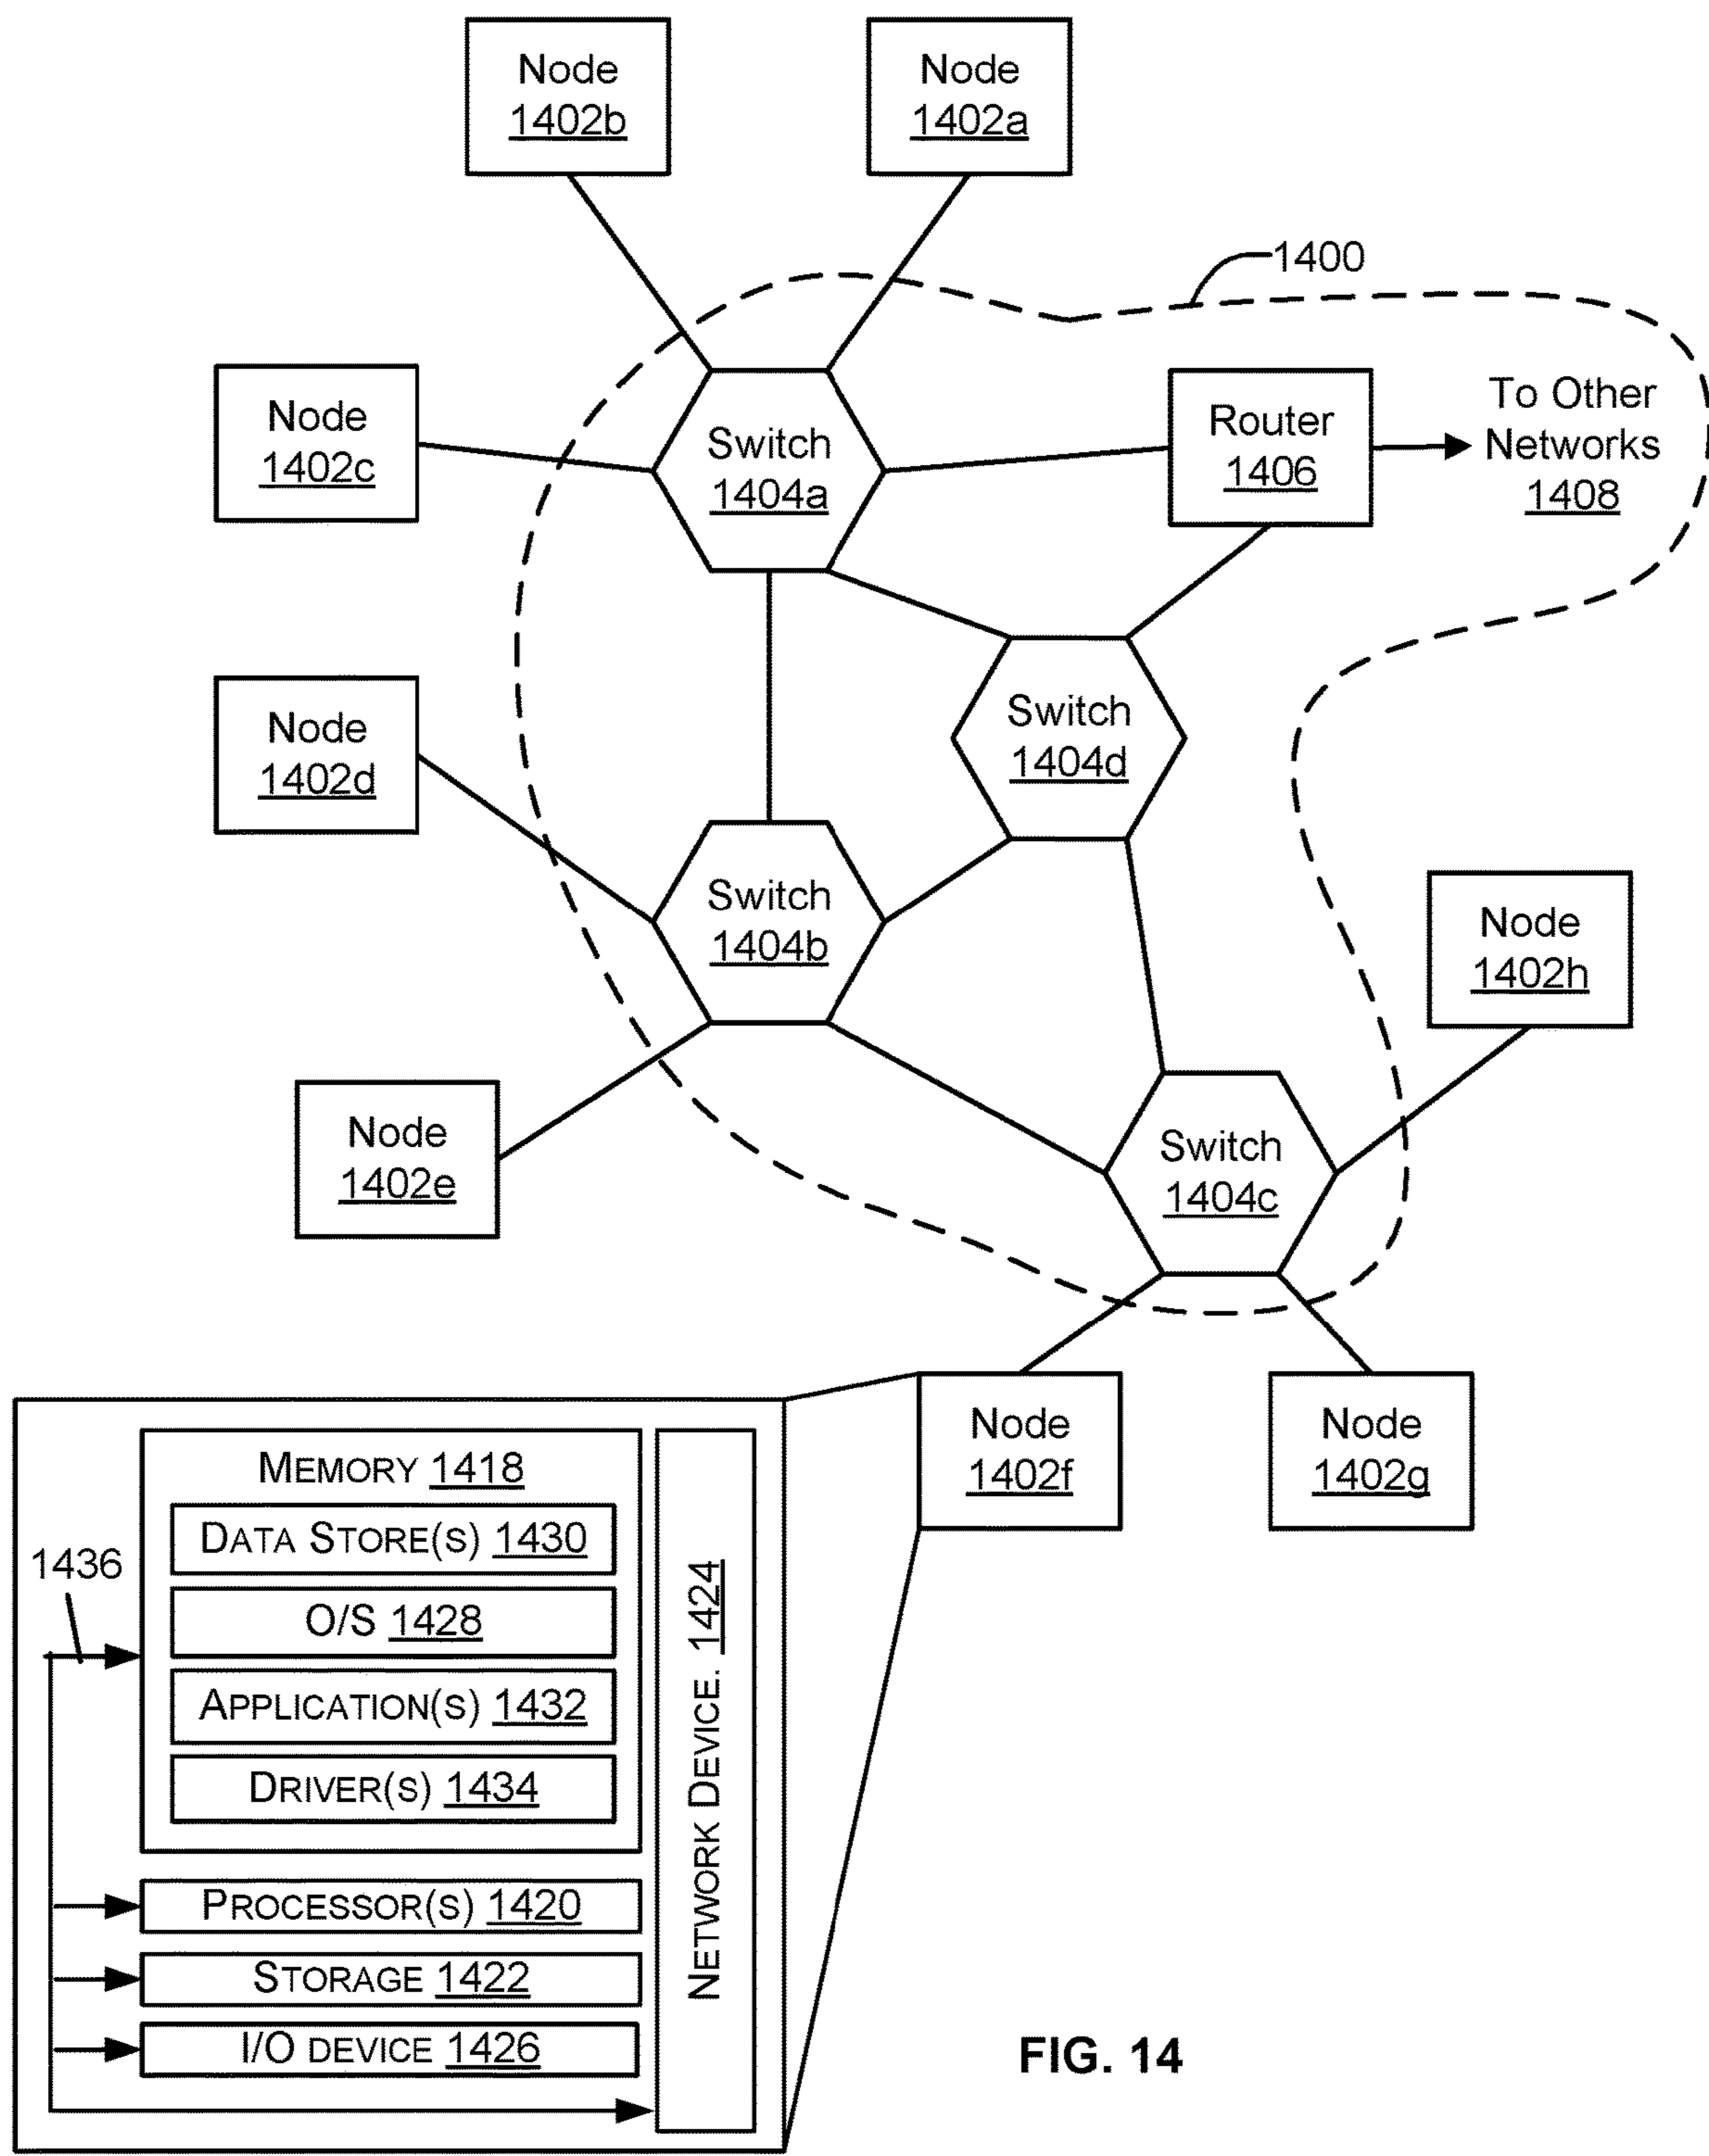 Node
1402b
Node
1402a
1400
Node
1402c
Switch
1404a
Router
1406
To Other
Networks
1408
Node
1402d
Switch
1404d
Switch
1404b
Node
1402h
Node
1402e
Switch
1404c
Node
1402f
Node
1402g
MEMORY 1418
DATA STORE(S) 1430
1436
O/S 1428
APPLICATION(S) 1432
DRIVER(S) 1434
NETWORK DEVICE. 1424
PROCESSOR(S) 1420
STORAGE 1422
I/O DEVICE 1426
FIG. 14